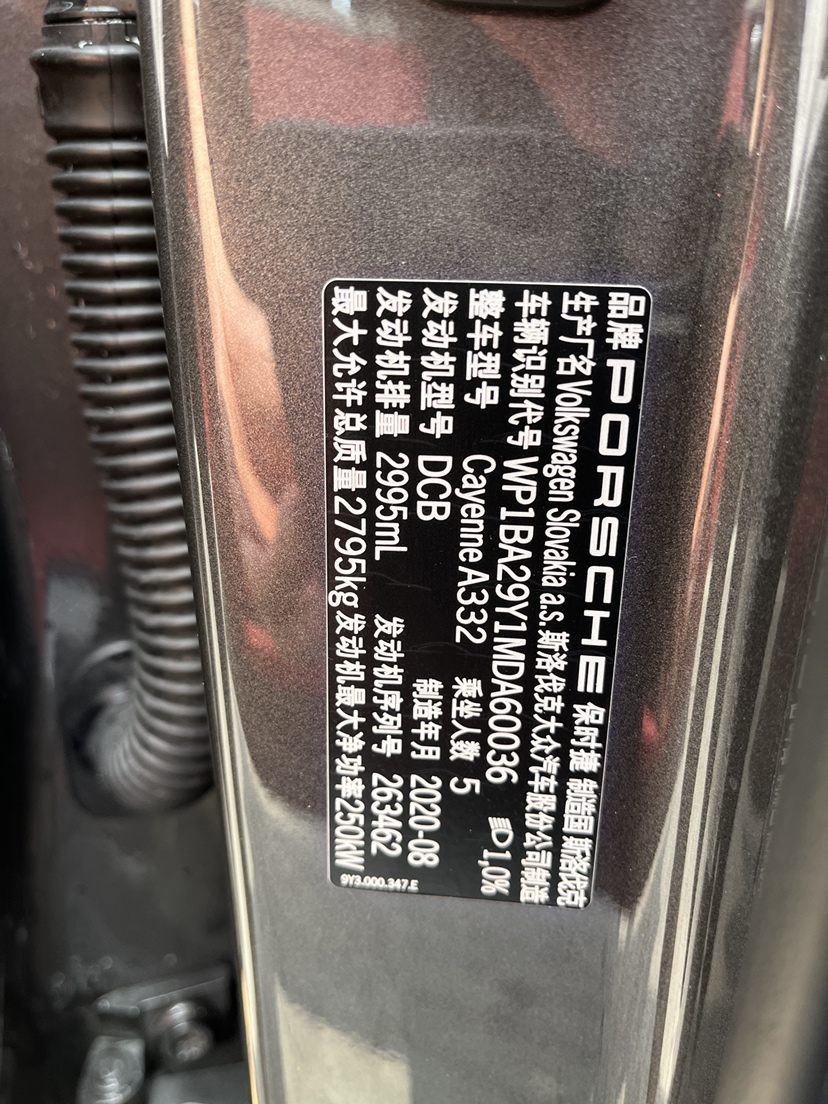 品牌 PORSCHE 保时捷 制造国 斯洛伐克
生产厂名 Volkswagen Slovakia a.s. 斯洛伐克大众汽车股份公司制造
车辆识别代号 WP1BA29Y1MDA60036 1,0%
整车型号 Cayenne A332 乘坐人数 5
发动机型号 DCB 制造年月 2020-08
发动机排量 2995mL 发动机序列号 263462
最大允许总质量 2795kg 发动机最大净功率 250kW
9Y3.000.347.E